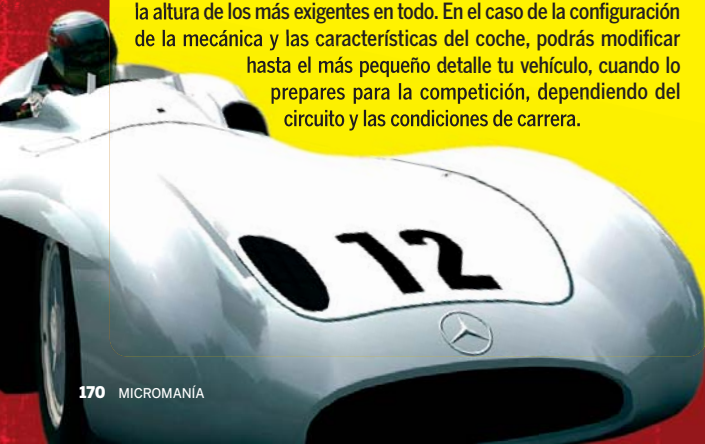 la altura de los más exigentes en todo. En el caso de la configuración
de la mecánica y las características del coche, podrás modificar
hasta el más pequeño detalle tu vehículo, cuando lo
prepares para la competición, dependiendo del
circuito y las condiciones de carrera.
12
170 MICROMANÍA